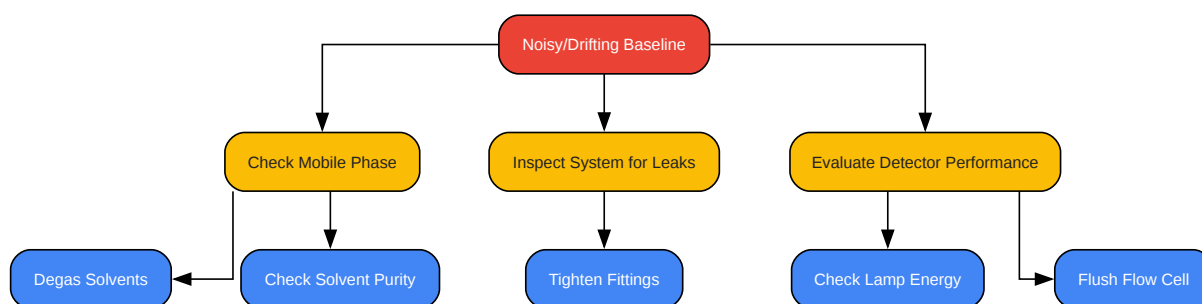 Noisy/Drifting Baseline
Check Mobile Phase
Inspect System for Leaks
Evaluate Detector Performance
Degas Solvents
Check Solvent Purity
Tighten Fittings
Check Lamp Energy
Flush Flow Cell